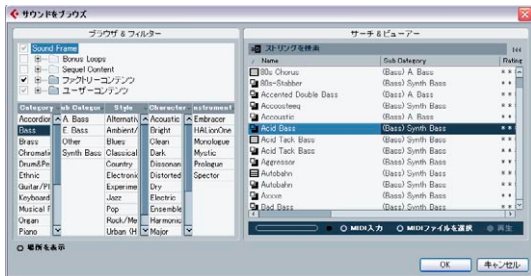 サウンドをブラウズ
ブラウザ & フィルター
Sound Frame
Bonus Loops
Sequel Content
ファクトリーコンテンツ
ユーザーコンテンツ
Category Sub Categor Style Character Instrument
Accordion A. Bass Alternativ Acoustic Embracer
Bass E. Bass Ambient/ Bright HALionOne
Brass Other Blues Clean Monologue
Chromatic Synth Bass Classical Dark Mystic
Drum&Pe Country Dissonan Prologue
Ethnic Electronic Distorted Spector
Guitar/Pl Experime Dry
Keyboard Jazz Electric
Musical F Pop Ensemble
Organ Rock/Me Harmonic
Piano Urban (H Major
場所を表示
サーチ & ビューアー
ストリングを検索
Name Sub Category Rating
80s Chorus (Bass) A. Bass
80s-Stabber (Bass) Synth Bass
Accented Double Bass (Bass) A. Bass
Accoosteeq (Bass) Synth Bass
Accoustic (Bass) A. Bass
Acid Bass (Bass) Synth Bass
Acid Tack Bass (Bass) Synth Bass
Acid Tack Bass (Bass) Synth Bass
Aggressor (Bass) Synth Bass
Autobahn (Bass) Synth Bass
Autobahn (Bass) Synth Bass
Axxve (Bass) Synth Bass
Bad Bass (Bass) Synth Bass
MIDI入力 MIDIファイルを選択 再生
OK キャンセル